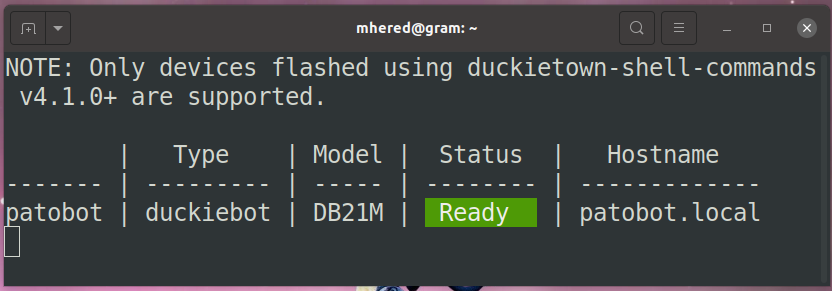 mhered@gram: ~
NOTE: Only devices flashed using duckietown-shell-commands
v4.1.0+ are supported.
| Type | Model | Status | Hostname
------- | --------- | ----- | -------- | -------------
patobot | duckiebot | DB21M | Ready | patobot.local